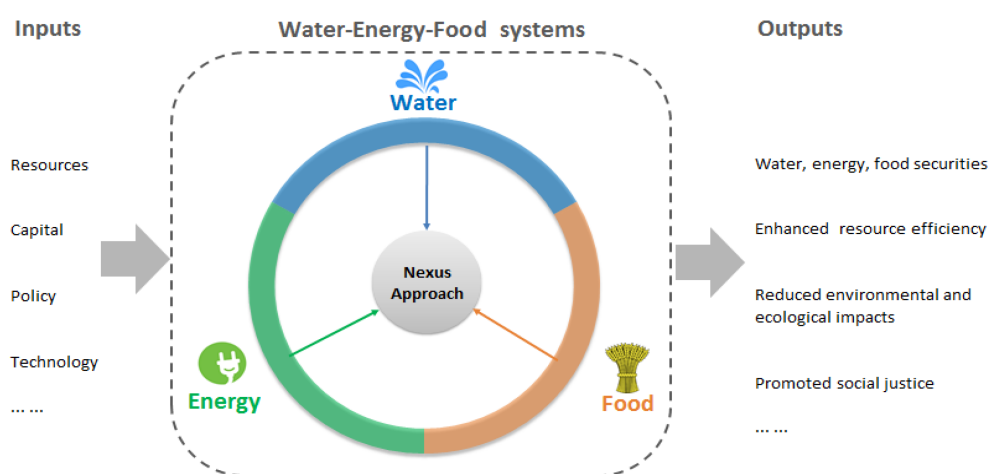 Inputs
Water-Energy-Food systems
Outputs
Water
Resources
Capital
Policy
Technology
... ...
Nexus
Approach
Energy
Food
Water, energy, food securities
Enhanced resource efficiency
Reduced environmental and
ecological impacts
Promoted social justice
... ...